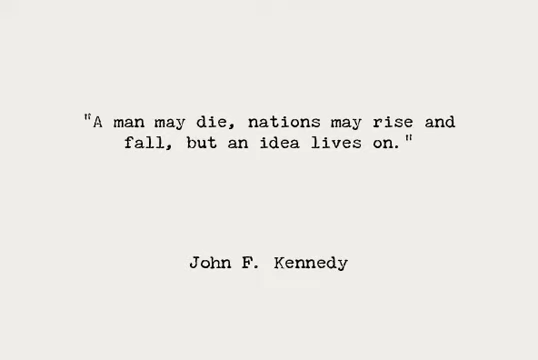 "A man may die, nations may rise and
fall, but an idea lives on."
John F. Kennedy